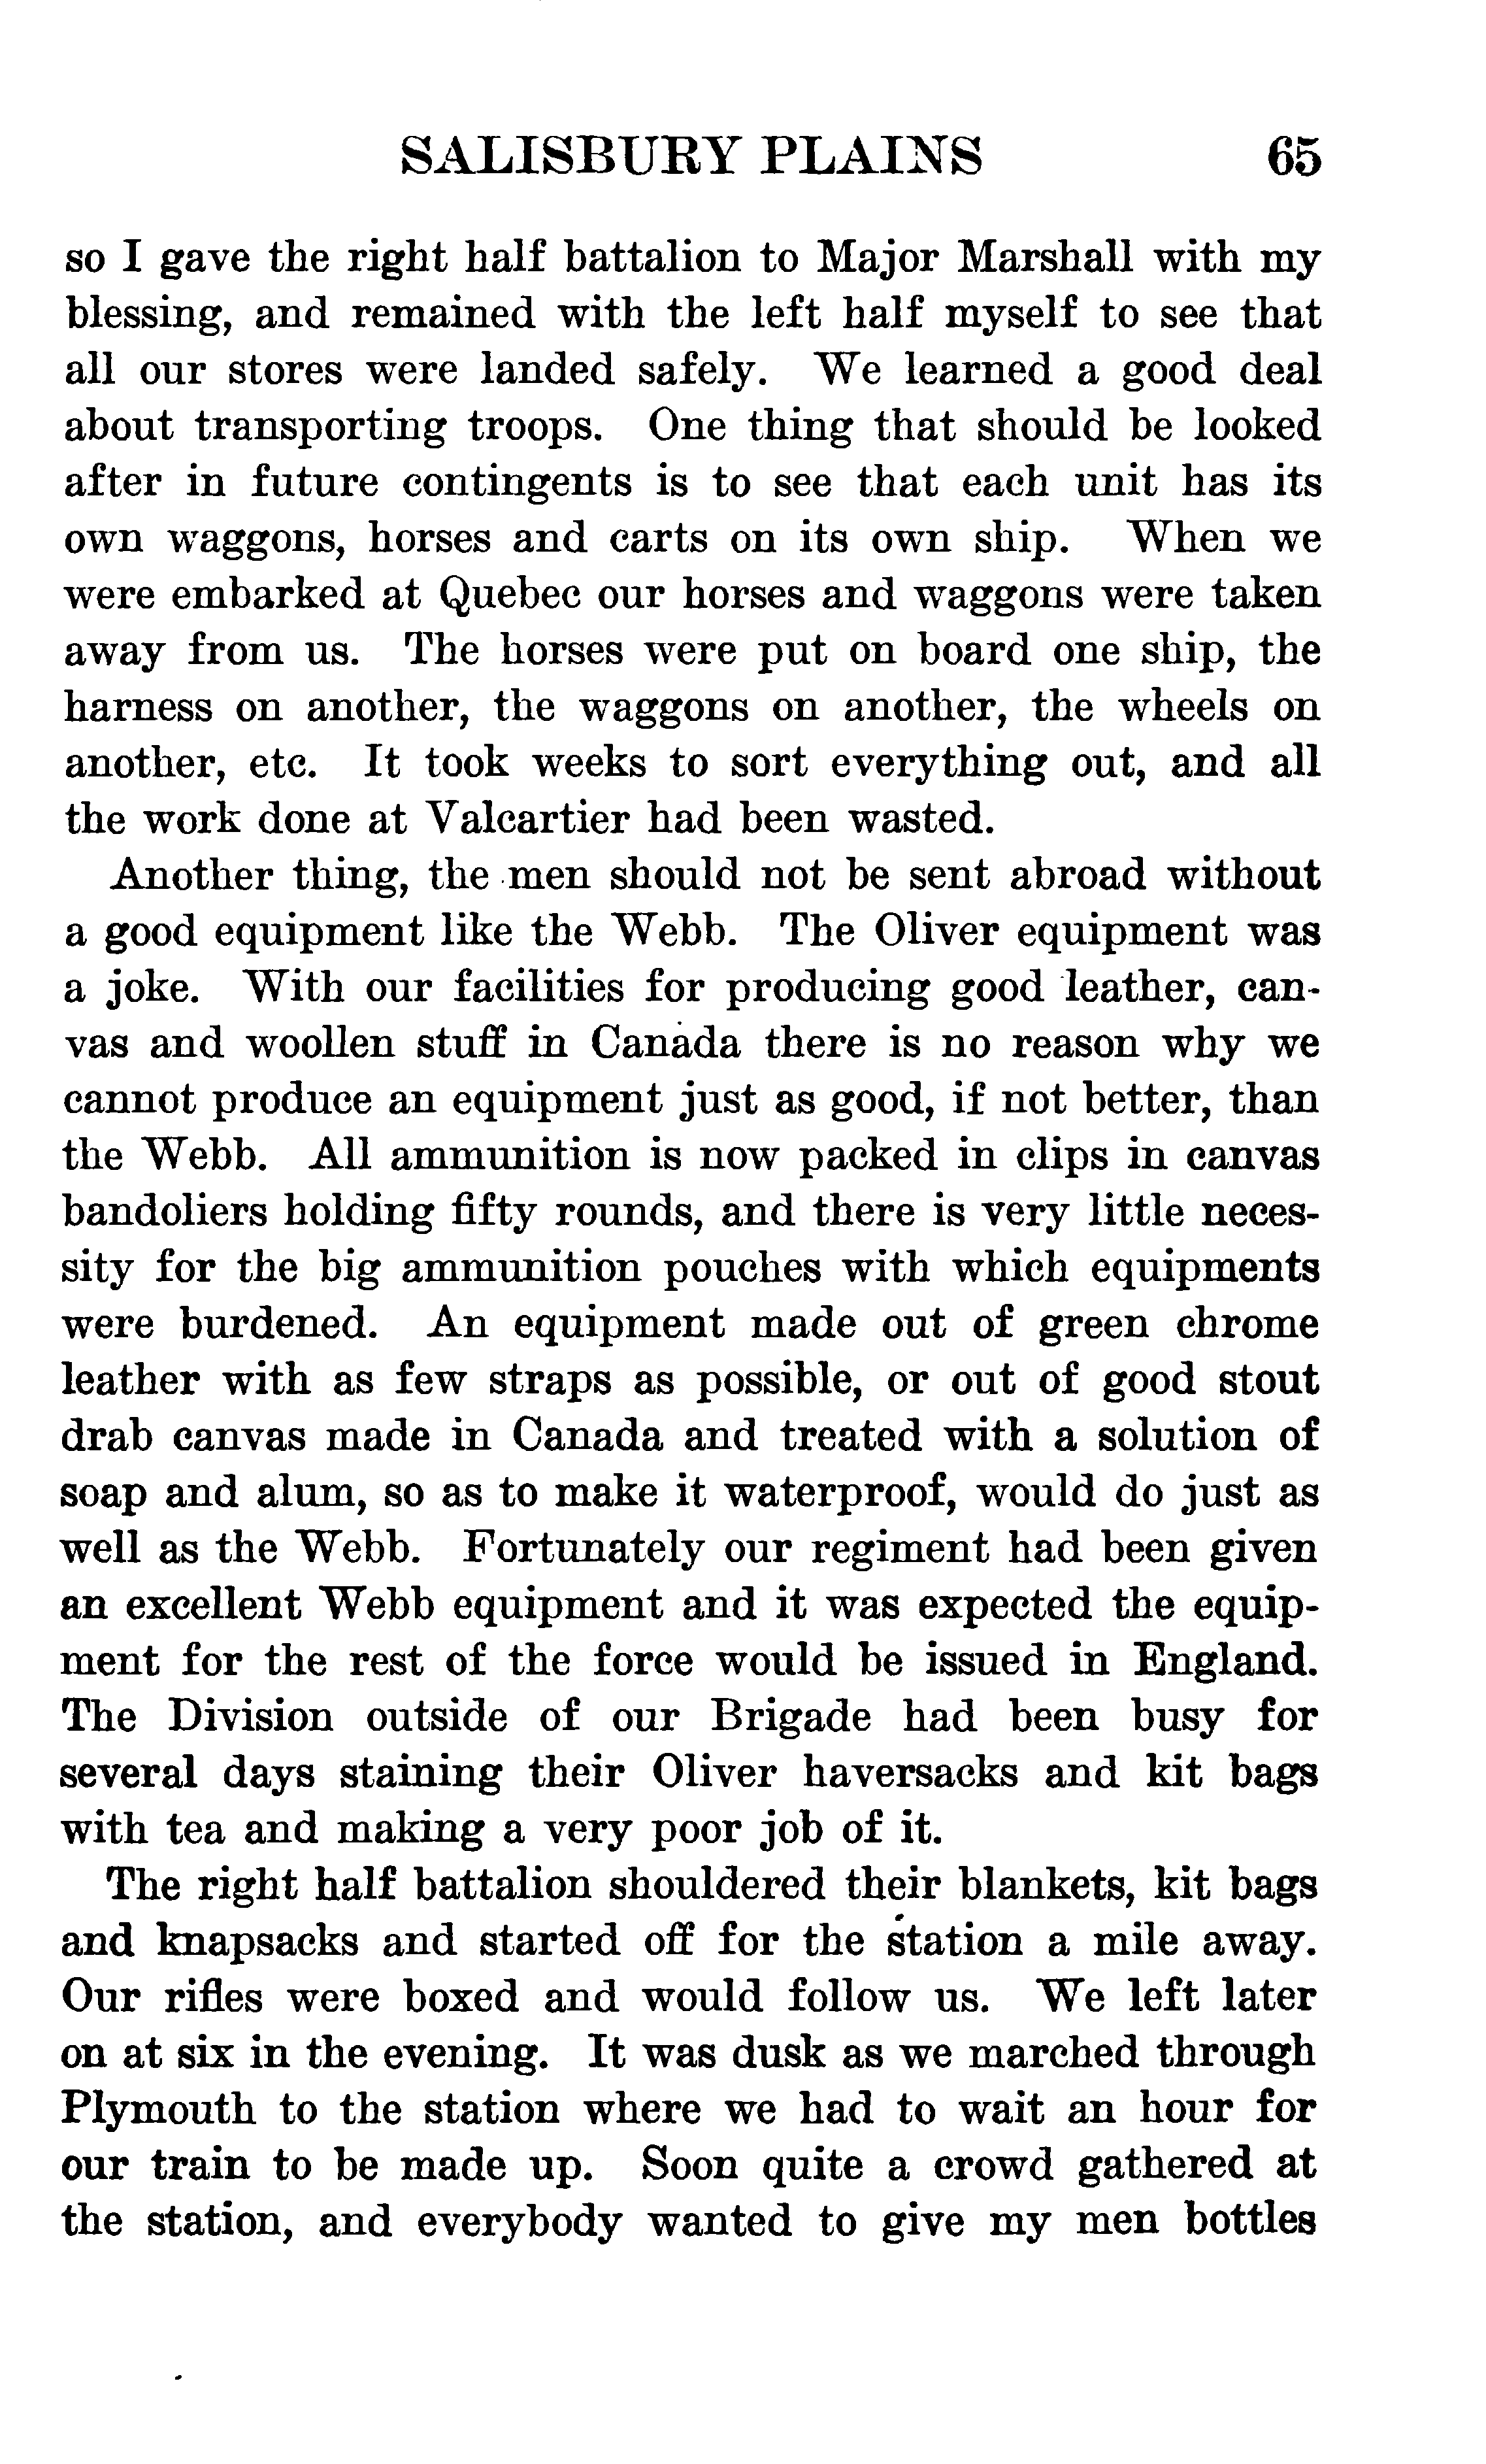 SALISBURY PLAINS 65
so I gave the right half battalion to Major Marshall with my
blessing, and remained with the left half myself to see that
all our stores were landed safely. We learned a good deal
about transporting troops. One thing that should be looked
after in future contingents is to see that each unit has its
own waggons, horses and carts on its own ship. When we
were embarked at Quebec our horses and waggons were taken
away from us. The horses were put on board one ship, the
harness on another, the waggons on another, the wheels on
another, etc. It took weeks to sort everything out, and all
the work done at Valcartier had been wasted.
Another thing, the men should not be sent abroad without
a good equipment like the Webb. The Oliver equipment was
a joke. With our facilities for producing good leather, can-
vas and woollen stuff in Canada there is no reason why we
cannot produce an equipment just as good, if not better, than
the Webb. All ammunition is now packed in clips in canvas
bandoliers holding fifty rounds, and there is very little neces-
sity for the big ammunition pouches with which equipments
were burdened. An equipment made out of green chrome
leather with as few straps as possible, or out of good stout
drab canvas made in Canada and treated with a solution of
soap and alum, so as to make it waterproof, would do just as
well as the Webb. Fortunately our regiment had been given
an excellent Webb equipment and it was expected the equip-
ment for the rest of the force would be issued in England.
The Division outside of our Brigade had been busy for
several days staining their Oliver haversacks and kit bags
with tea and making a very poor job of it.
The right half battalion shouldered their blankets, kit bags
and knapsacks and started off for the station a mile away.
Our rifles were boxed and would follow us. We left later
on at six in the evening. It was dusk as we marched through
Plymouth to the station where we had to wait an hour for
our train to be made up. Soon quite a crowd gathered at
the station, and everybody wanted to give my men bottles